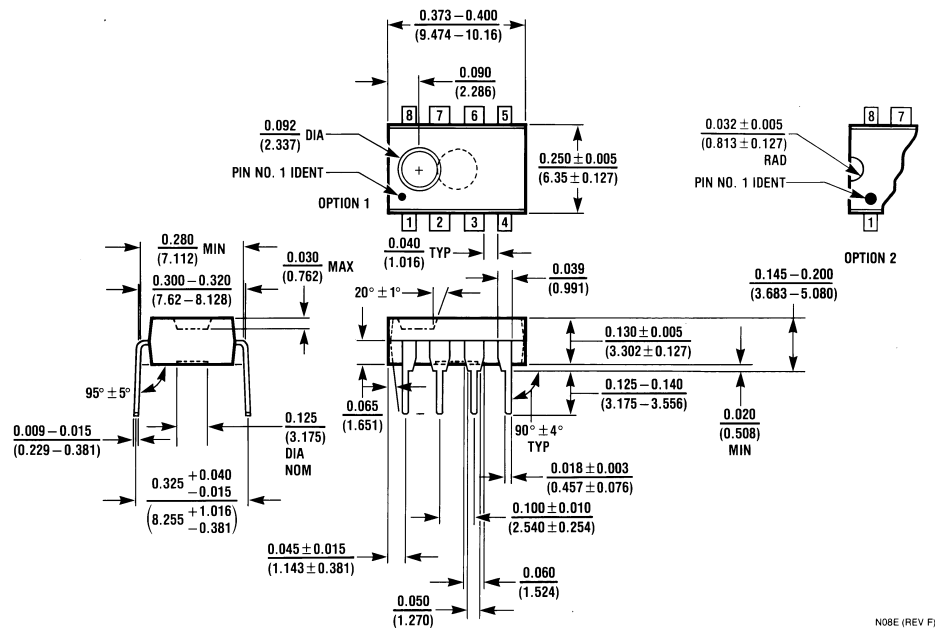 0.373 – 0.400
(9.474 – 10.16)
0.090
(2.286)
8 7 6 5
0.092 DIA
(2.337)
PIN NO. 1 IDENT
OPTION 1
1 2 3 4
0.250 ± 0.005
(6.35 ± 0.127)
8 7
0.032 ± 0.005
(0.813 ± 0.127)
RAD
PIN NO. 1 IDENT
1
OPTION 2
0.280 MIN
(7.112)
0.030 MAX
(0.762)
0.300 – 0.320
(7.62 – 8.128)
0.040 TYP
(1.016)
0.039
(0.991)
0.145 – 0.200
(3.683 – 5.080)
20° ± 1°
0.130 ± 0.005
(3.302 ± 0.127)
95° ± 5°
0.065
(1.651)
0.125 – 0.140
(3.175 – 3.556)
0.020
(0.508)
MIN
90° ± 4°
TYP
0.009 – 0.015
(0.229 – 0.381)
0.125
(3.175)
DIA
NOM
0.018 ± 0.003
(0.457 ± 0.076)
0.325 +0.040
–0.015
(8.255 +1.016
–0.381)
0.100 ± 0.010
(2.540 ± 0.254)
0.045 ± 0.015
(1.143 ± 0.381)
0.060
(1.524)
0.050
(1.270)
N08E (REV F)